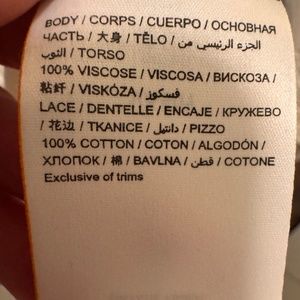 BODY / CORPS / CUERPO / ОСНОВНАЯ
ЧАСТЬ / 大身 / TĚLO / الجزء الرئيسي من
الثوب / TORSO
100% VISCOSE / VISCOSA / ВИСКОЗА /
粘纤 / VISKÓZA / فسكوز
LACE / DENTELLE / ENCAJE / КРУЖЕВО
/ 花边 / TKANICE / دانتيل / PIZZO
100% COTTON / COTON / ALGODÓN /
ХЛОПОК / 棉 / BAVLNA / قطن / COTONE
Exclusive of trims